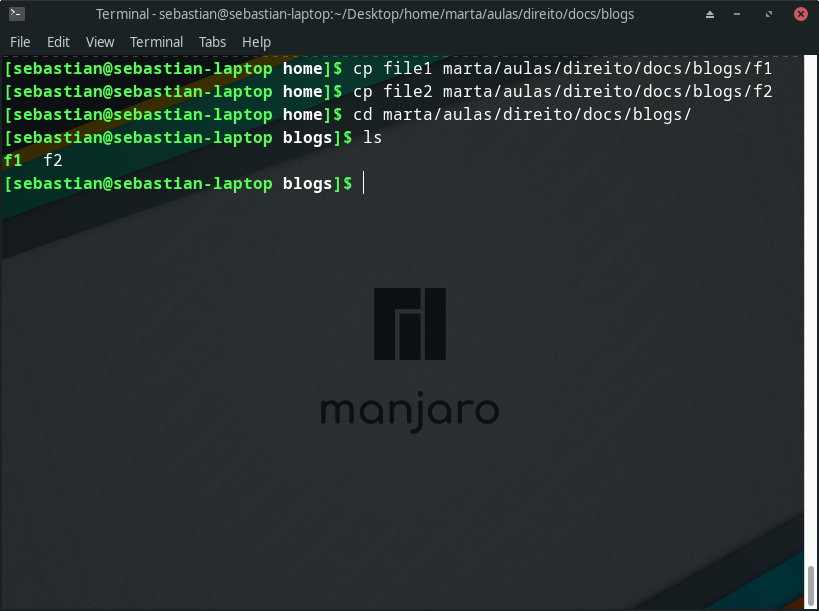 Terminal - sebastian@sebastian-laptop:~/Desktop/home/marta/aulas/direito/docs/blogs
File Edit View Terminal Tabs Help
[sebastian@sebastian-laptop home]$ cp file1 marta/aulas/direito/docs/blogs/f1
[sebastian@sebastian-laptop home]$ cp file2 marta/aulas/direito/docs/blogs/f2
[sebastian@sebastian-laptop home]$ cd marta/aulas/direito/docs/blogs/
[sebastian@sebastian-laptop blogs]$ ls
f1  f2
[sebastian@sebastian-laptop blogs]$
manjaro